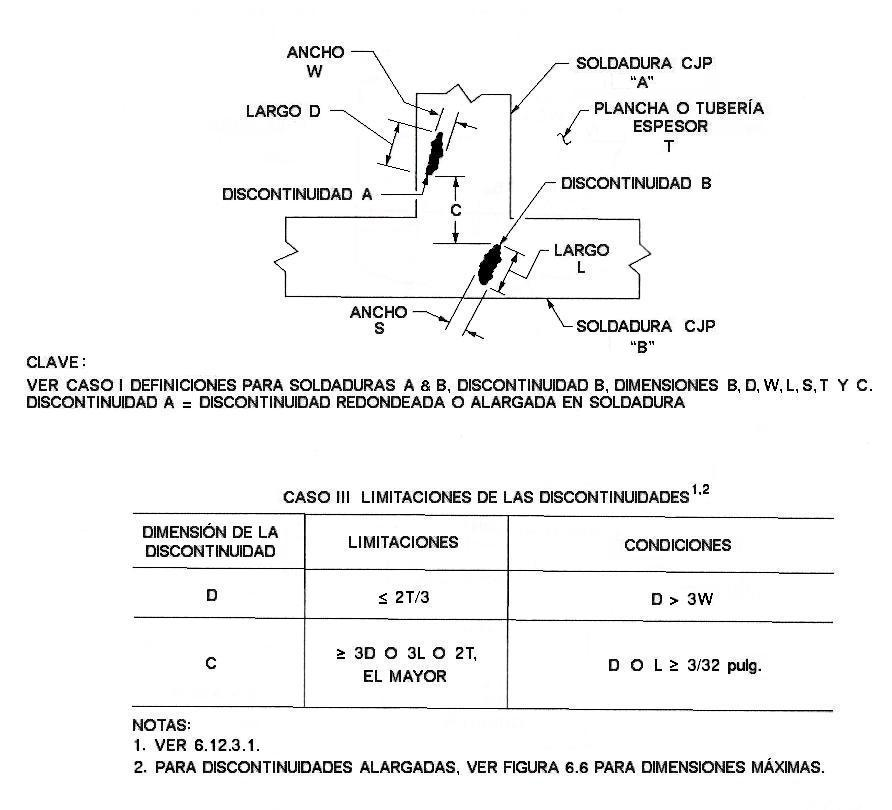 ANCHO
W
SOLDADURA CJP
“A”
LARGO D
PLANCHA O TUBERÍA
ESPESOR
T
DISCONTINUIDAD A
DISCONTINUIDAD B
C
LARGO
L
ANCHO
S
SOLDADURA CJP
“B”
CLAVE:
VER CASO I DEFINICIONES PARA SOLDADURAS A & B, DISCONTINUIDAD B, DIMENSIONES B, D, W, L, S, T Y C.
DISCONTINUIDAD A = DISCONTINUIDAD REDONDEADA O ALARGADA EN SOLDADURA
CASO III LIMITACIONES DE LAS DISCONTINUIDADES1,2
DIMENSIÓN DE LA
DISCONTINUIDAD
LIMITACIONES
CONDICIONES
D
≤ 2T/3
D > 3W
C
≥ 3D O 3L O 2T,
EL MAYOR
D O L ≥ 3/32 pulg.
NOTAS:
1. VER 6.12.3.1.
2. PARA DISCONTINUIDADES ALARGADAS, VER FIGURA 6.6 PARA DIMENSIONES MÁXIMAS.